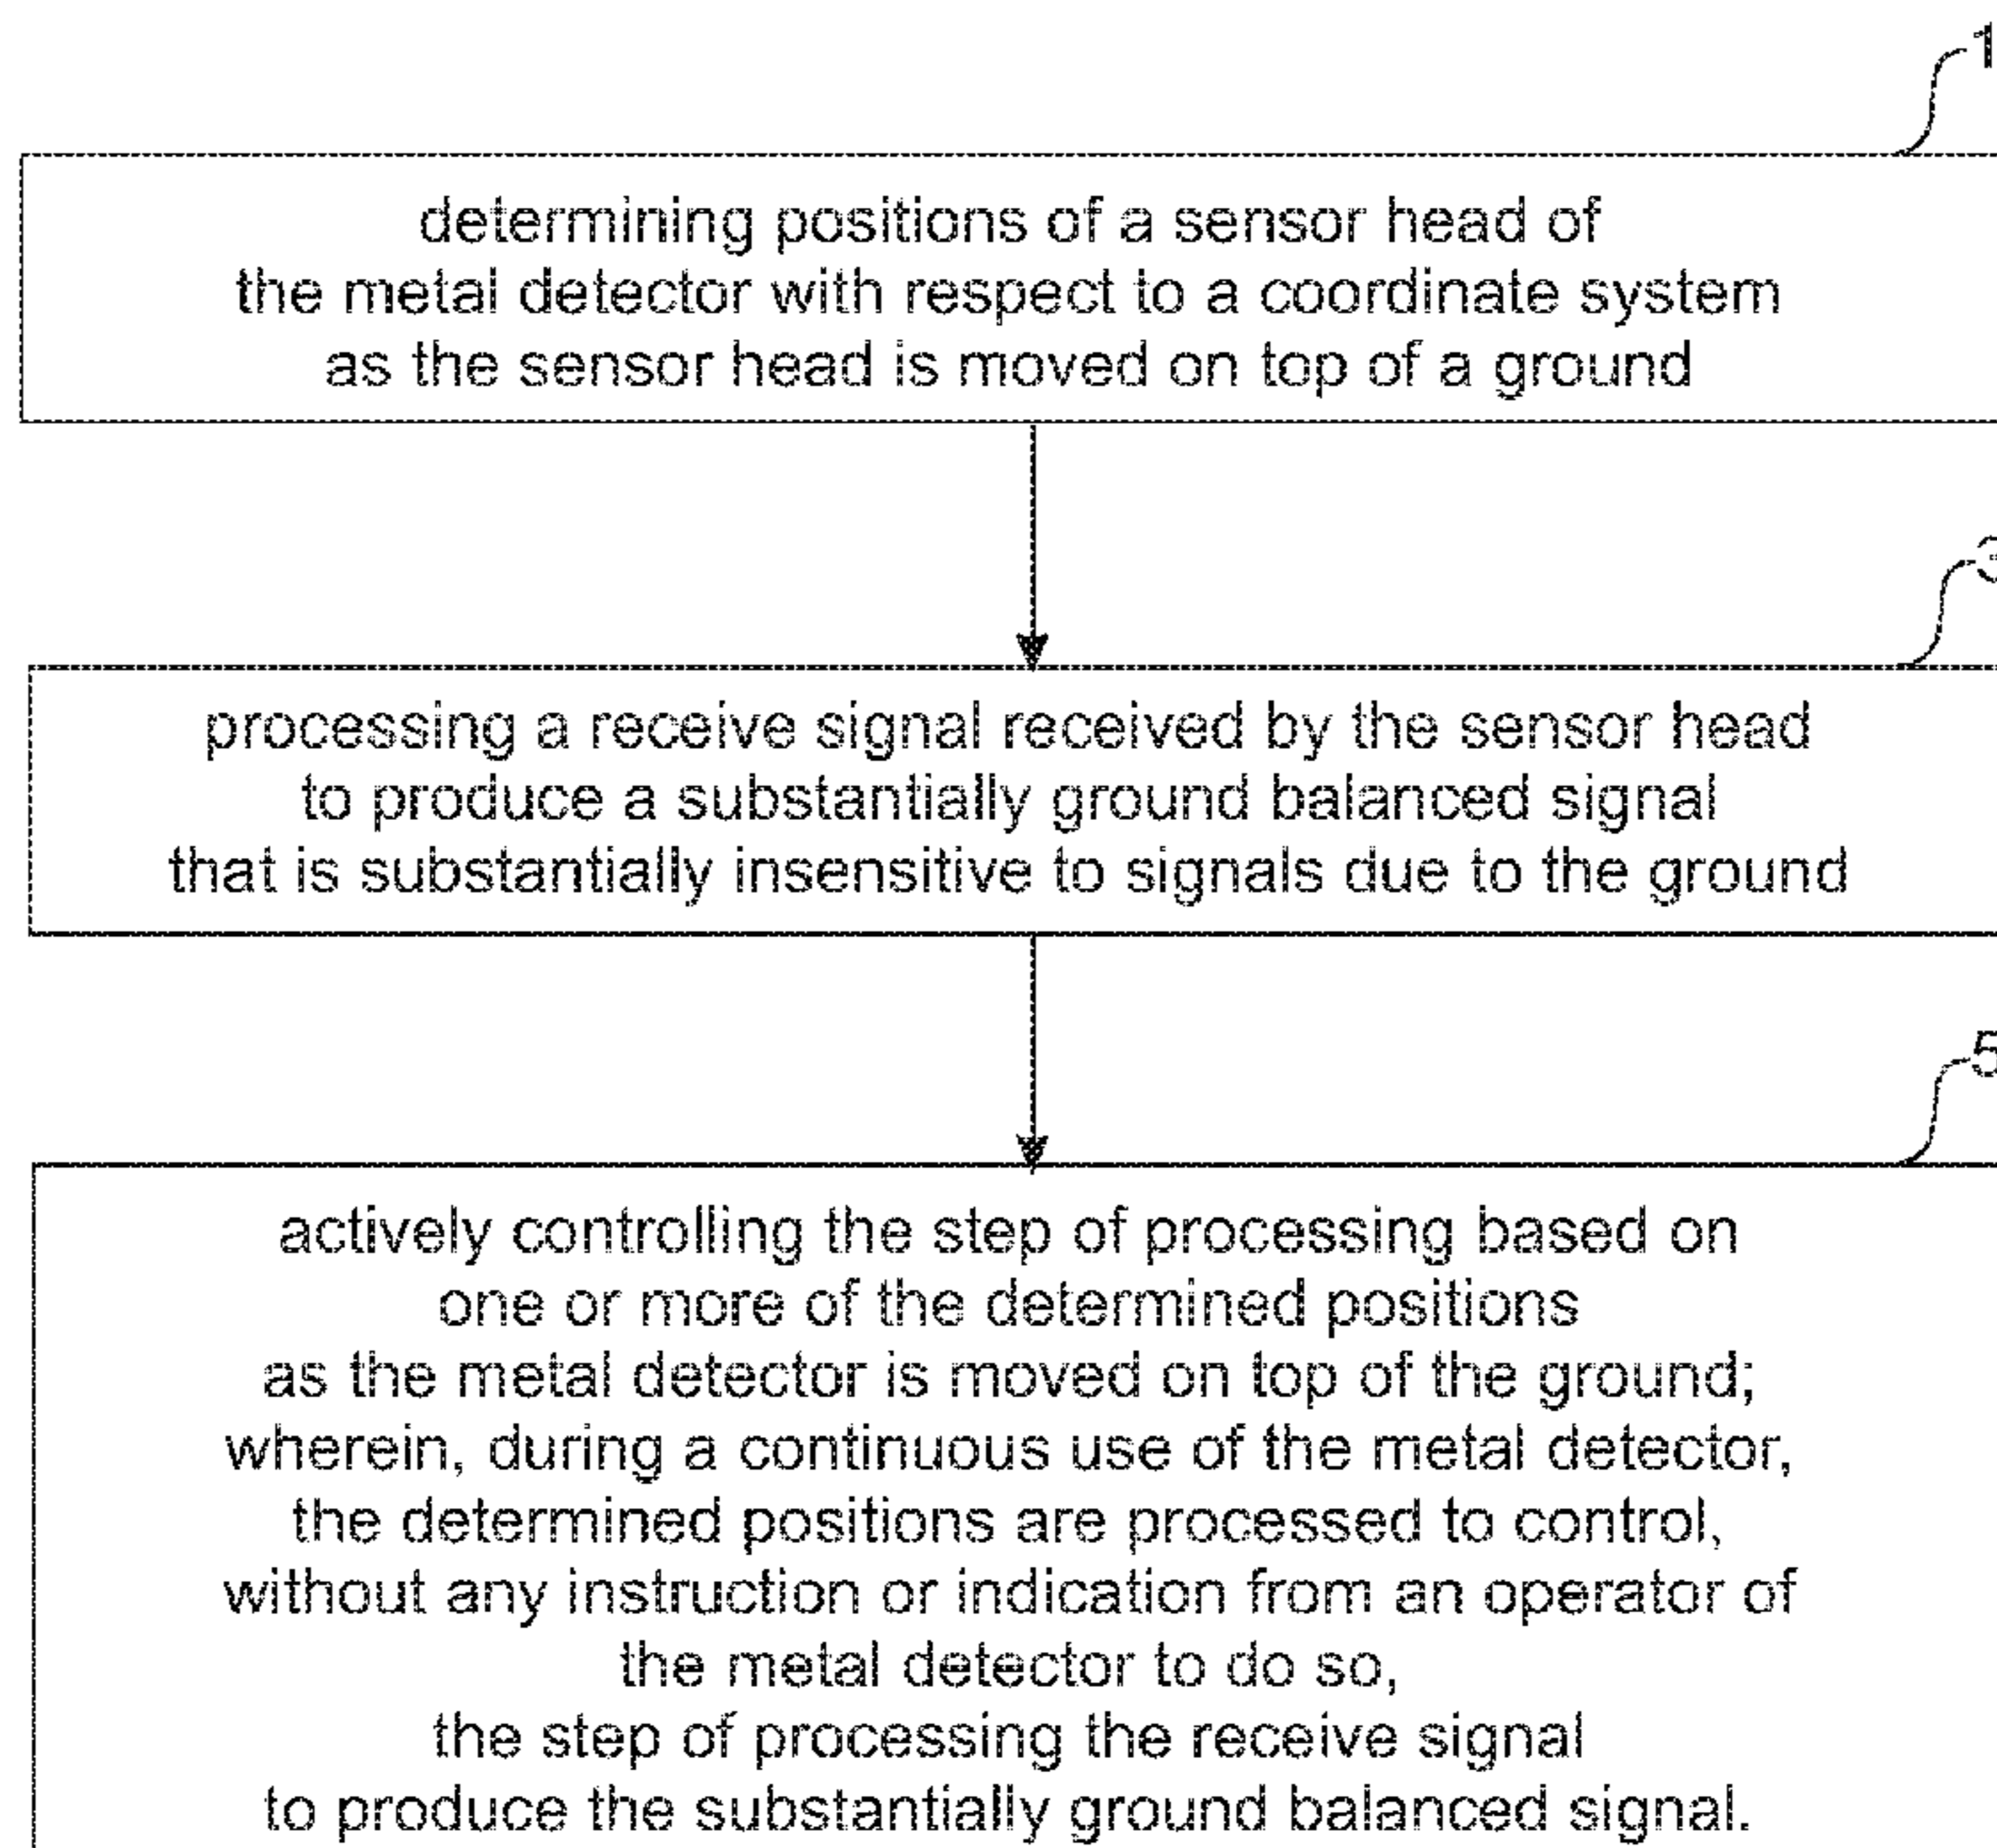 1
determining positions of a sensor head of
the metal detector with respect to a coordinate system
as the sensor head is moved on top of a ground
3
processing a receive signal received by the sensor head
to produce a substantially ground balanced signal
that is substantially insensitive to signals due to the ground
5
actively controlling the step of processing based on
one or more of the determined positions
as the metal detector is moved on top of the ground;
wherein, during a continuous use of the metal detector,
the determined positions are processed to control,
without any instruction or indication from an operator of
the metal detector to do so,
the step of processing the receive signal
to produce the substantially ground balanced signal.